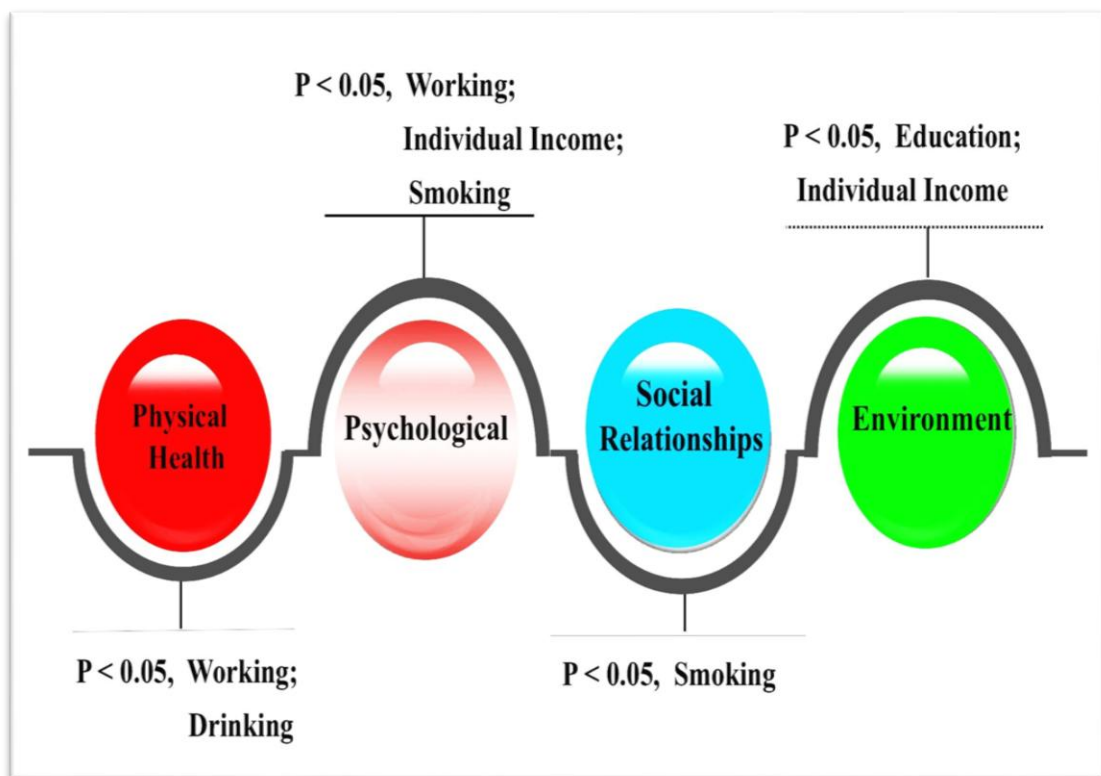 P < 0.05, Working;
Individual Income;
Smoking
P < 0.05, Education;
Individual Income
Physical
Health
Psychological
Social
Relationships
Environment
P < 0.05, Working;
Drinking
P < 0.05, Smoking